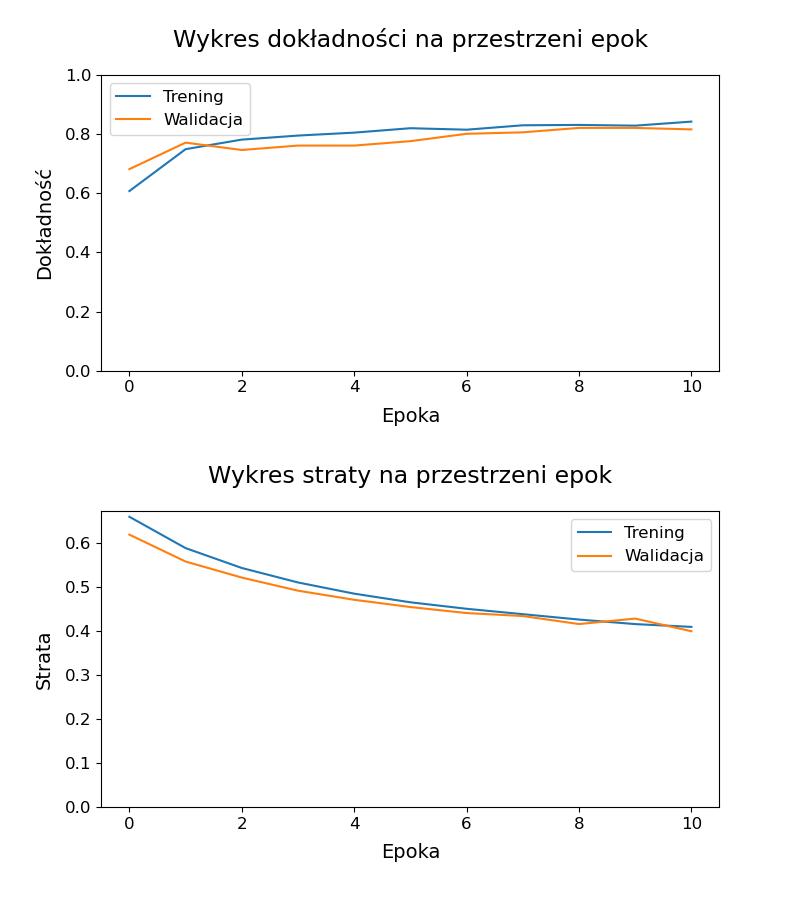 Wykres dokładności na przestrzeni epok
1.0
0.8
0.6
0.4
0.2
0.0
Dokładność
Trening
Walidacja
0 2 4 6 8 10
Epoka
Wykres straty na przestrzeni epok
0.6
0.5
0.4
0.3
0.2
0.1
0.0
Strata
Trening
Walidacja
0 2 4 6 8 10
Epoka